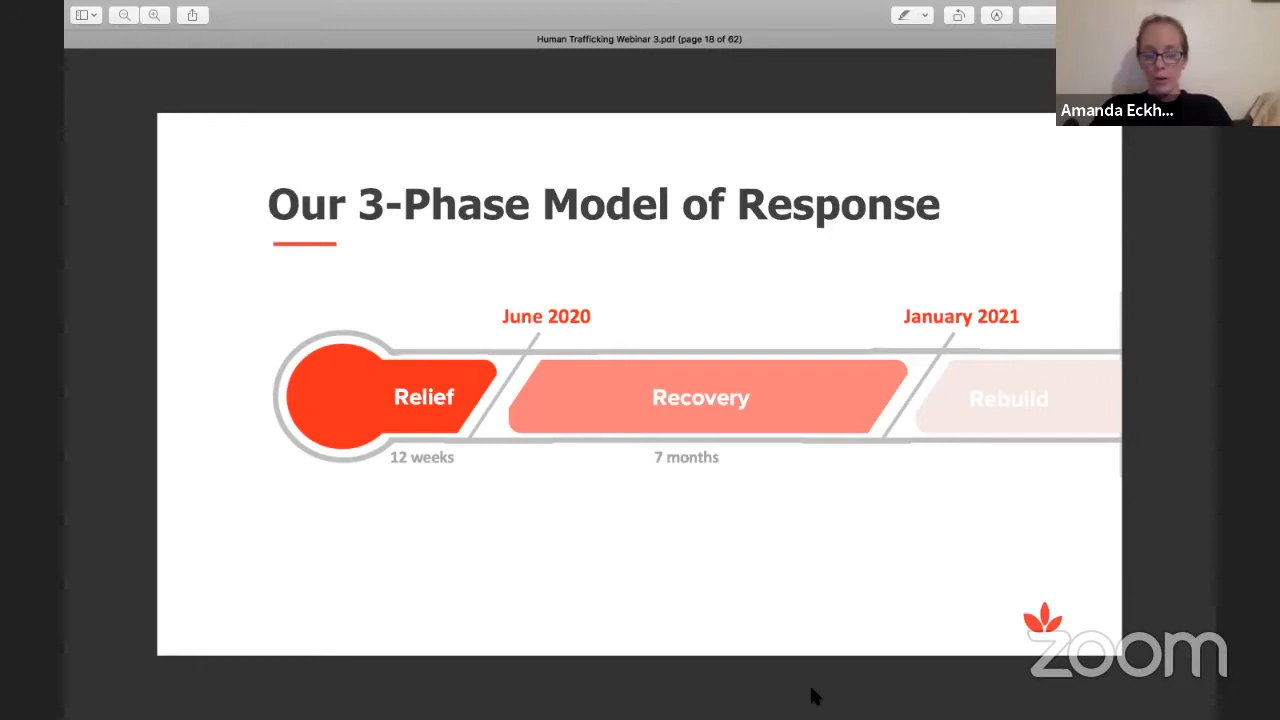 Human Trafficking Webinar 3.pdf (page 18 of 62)
Amanda Eckh...
Our 3-Phase Model of Response
June 2020
January 2021
Relief
Recovery
Rebuild
12 weeks
7 months
zoom